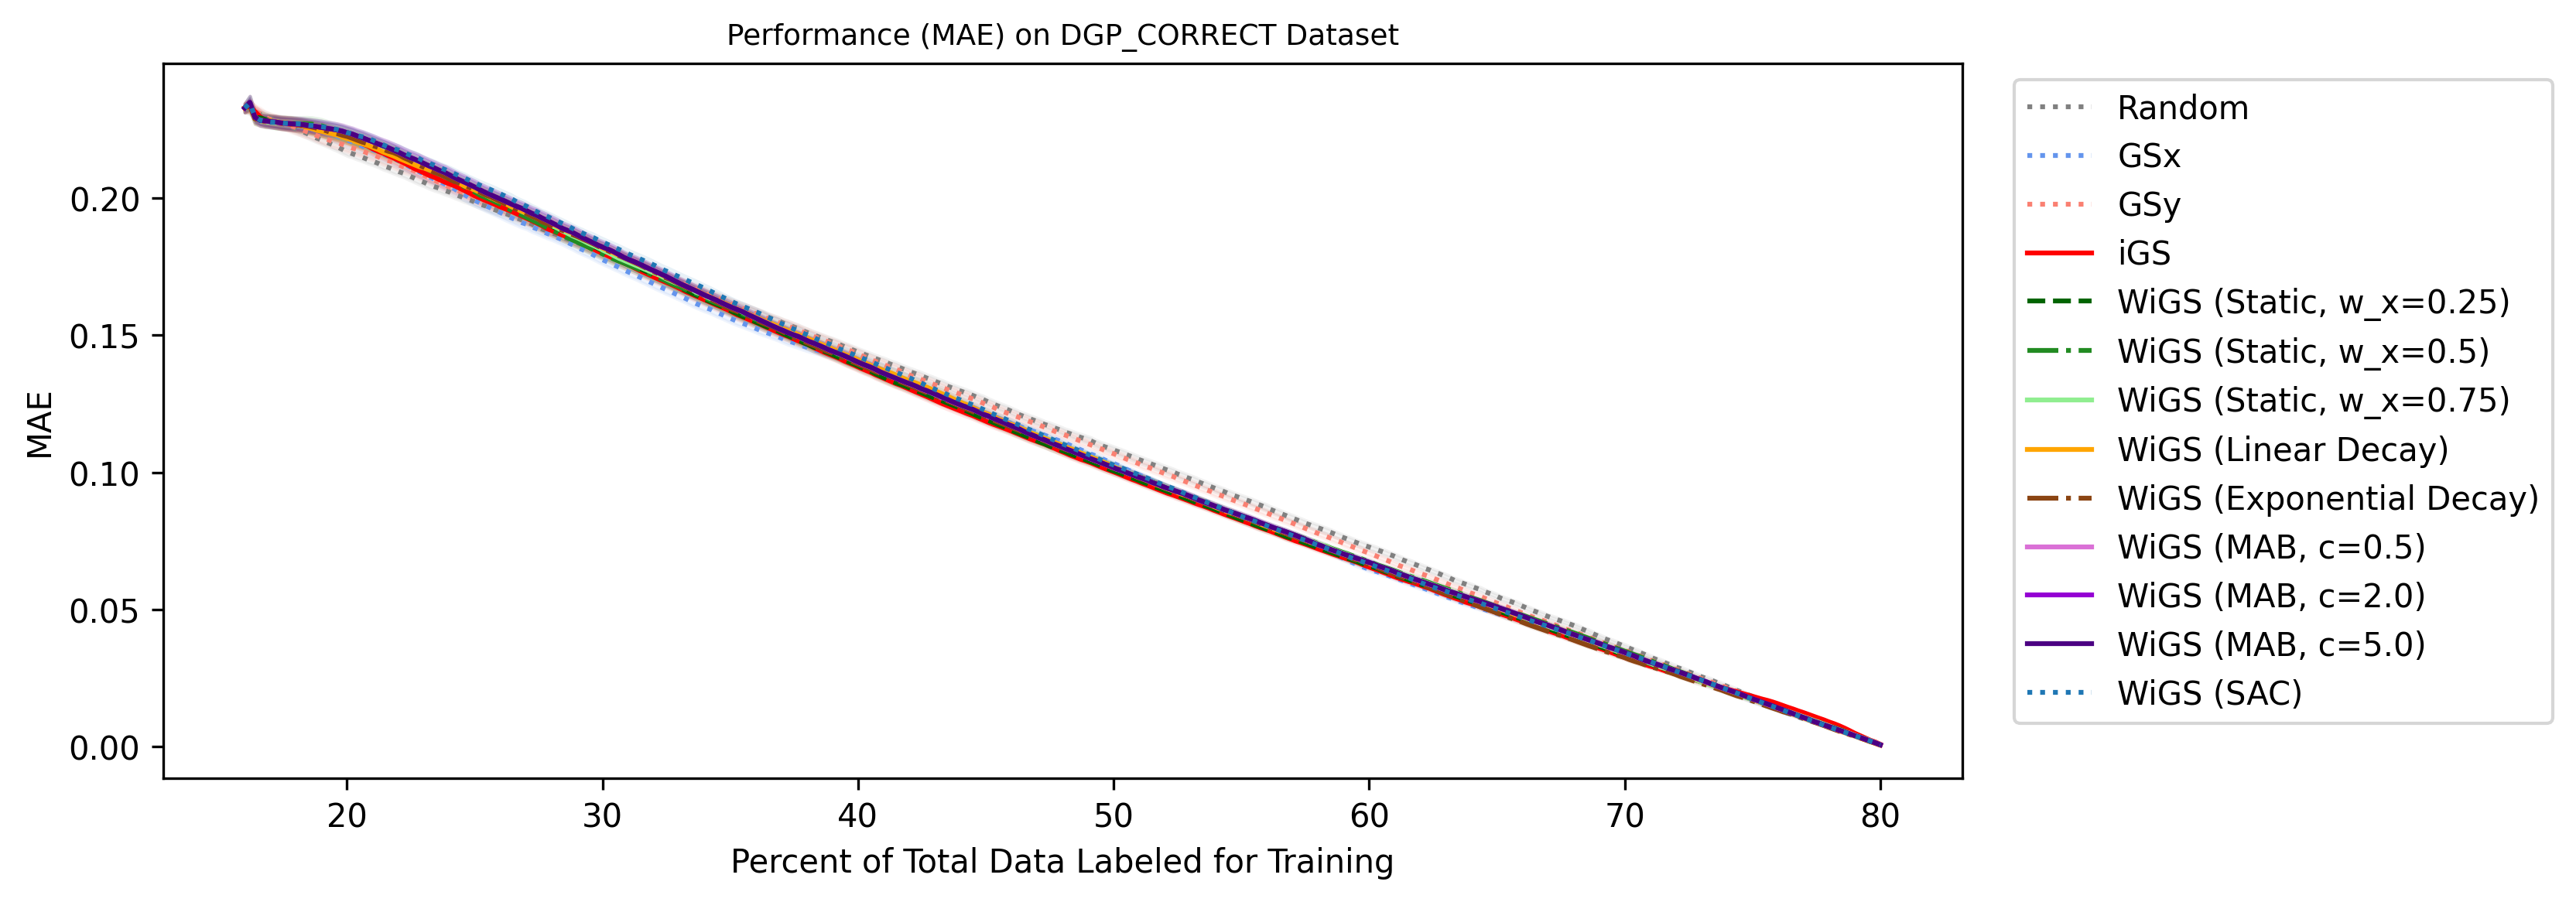 Performance (MAE) on DGP_CORRECT Dataset
MAE
0.20
0.15
0.10
0.05
0.00
20 30 40 50 60 70 80
Percent of Total Data Labeled for Training
Random
GSx
GSy
iGS
WiGS (Static, w_x=0.25)
WiGS (Static, w_x=0.5)
WiGS (Static, w_x=0.75)
WiGS (Linear Decay)
WiGS (Exponential Decay)
WiGS (MAB, c=0.5)
WiGS (MAB, c=2.0)
WiGS (MAB, c=5.0)
WiGS (SAC)